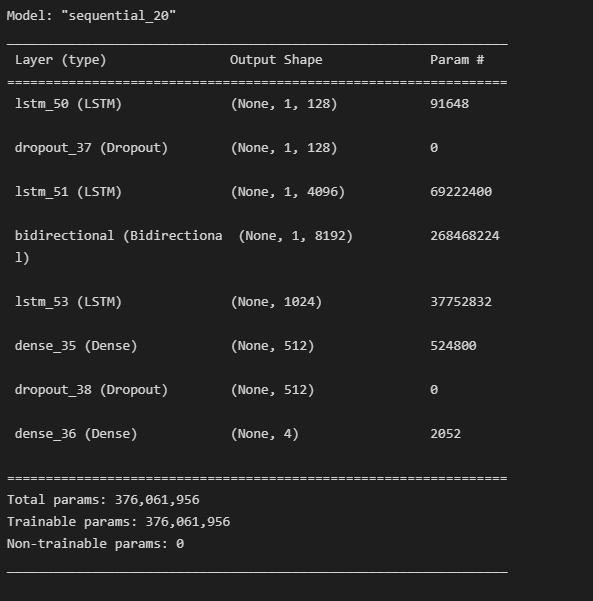 Model: "sequential_20"
_________________________________________________________________
Layer (type) Output Shape Param #
=================================================================
lstm_50 (LSTM) (None, 1, 128) 91648
dropout_37 (Dropout) (None, 1, 128) 0
lstm_51 (LSTM) (None, 1, 4096) 69222400
bidirectional (Bidirectiona (None, 1, 8192) 268468224
l)
lstm_53 (LSTM) (None, 1024) 37752832
dense_35 (Dense) (None, 512) 524800
dropout_38 (Dropout) (None, 512) 0
dense_36 (Dense) (None, 4) 2052
=================================================================
Total params: 376,061,956
Trainable params: 376,061,956
Non-trainable params: 0
_________________________________________________________________